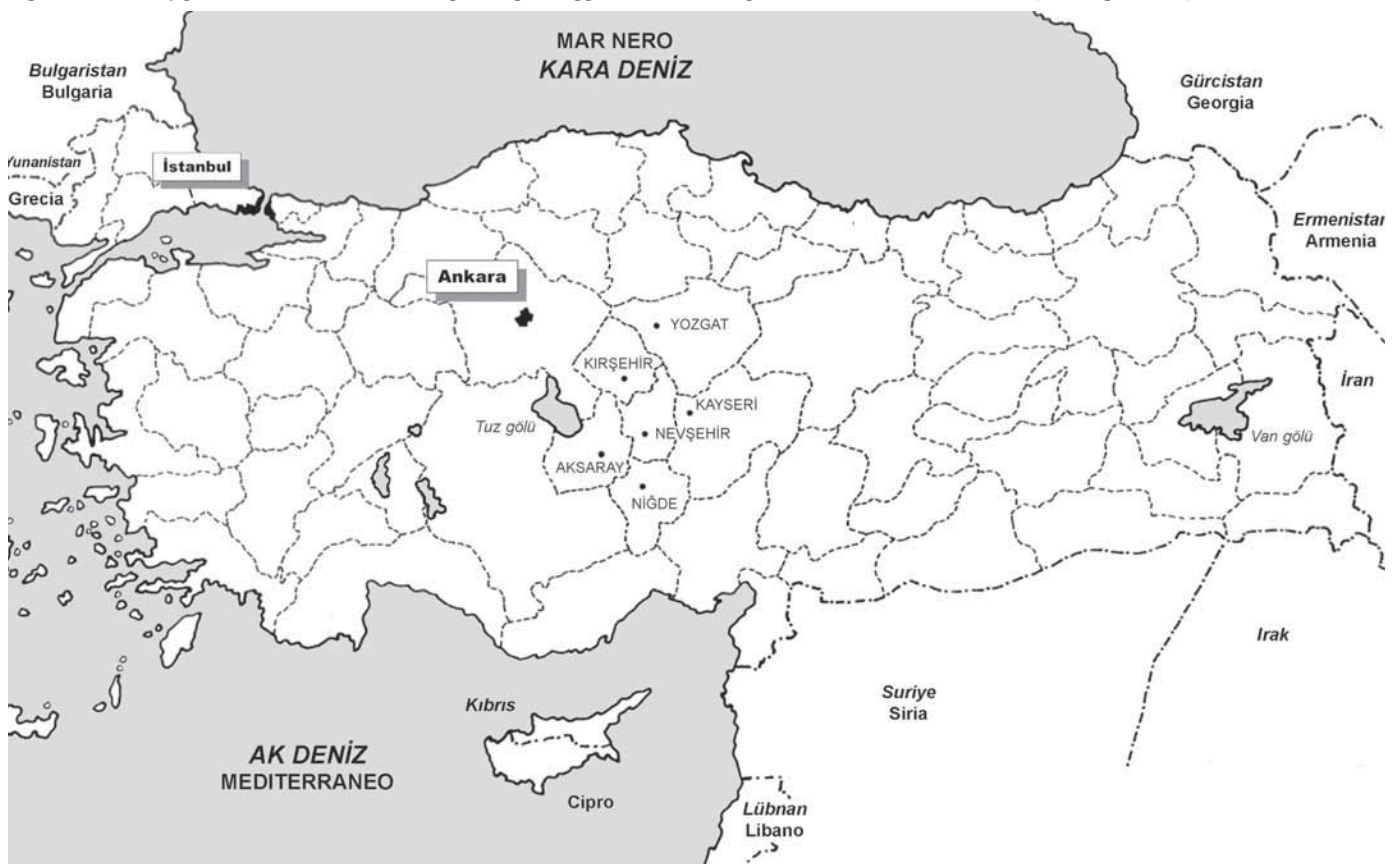 MAR NERO
KARA DENİZ
Bulgaristan
Bulgaria
Gürcistan
Georgia
Yunanistan
Grecia
İstanbul
Ermenistan
Armenia
Ankara
YOZGAT
KIRŞEHİR
KAYSERİ
NEVŞEHİR
AKSARAY
NİĞDE
Tuz gölü
Van gölü
İran
Irak
Suriye
Siria
Kıbrıs
Cipro
AK DENİZ
MEDITERRANEO
Lübnan
Libano